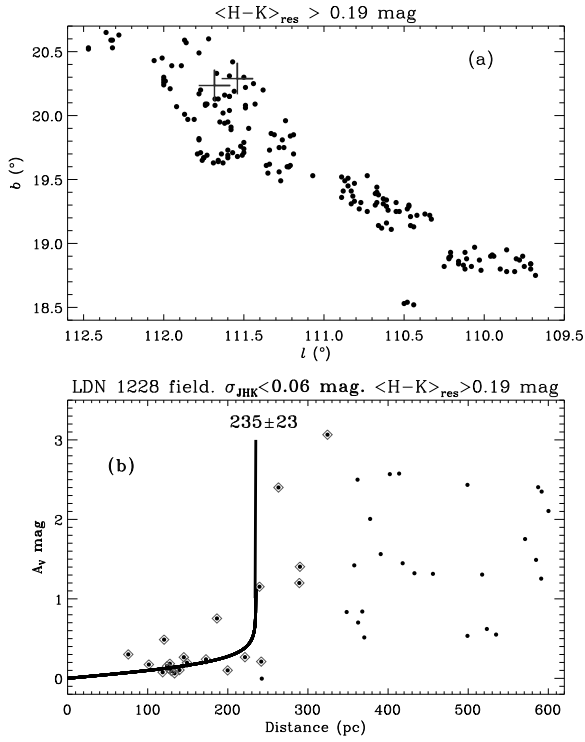 <H−K>res > 0.19 mag
(a)
20.5
20.0
19.5
19.0
18.5
b (°)
112.5 112.0 111.5 111.0 110.5 110.0 109.5
l (°)
LDN 1228 field. σJHK<0.06 mag. <H−K>res>0.19 mag
235±23
(b)
3
2
1
0
Av mag
0 100 200 300 400 500 600
Distance (pc)